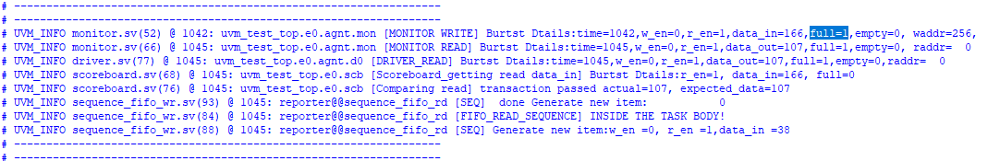 # ------------------------------------------------------------------
# ------------------------------------------------------------------
# UVM_INFO monitor.sv(52) @ 1042: uvm_test_top.e0.agnt.mon [MONITOR WRITE] Burtst Dtails:time=1042,w_en=0,r_en=1,data_in=166,full=1,empty=0, waddr=256,
# UVM_INFO monitor.sv(66) @ 1045: uvm_test_top.e0.agnt.mon [MONITOR READ] Burtst Dtails:time=1045,w_en=0,r_en=1,data_out=107,full=1,empty=0, raddr=  0
# UVM_INFO driver.sv(77) @ 1045: uvm_test_top.e0.agnt.d0 [DRIVER_READ] Burtst Dtails:time=1045,w_en=0,r_en=1,data_out=107,full=1,empty=0,raddr=  0
# UVM_INFO scoreboard.sv(68) @ 1045: uvm_test_top.e0.scb [Scoreboard_getting read data_in] Burtst Dtails:r_en=1, data_in=166, full=0
# UVM_INFO scoreboard.sv(76) @ 1045: uvm_test_top.e0.scb [Comparing read] transaction passed actual=107, expected_data=107
# UVM_INFO sequence_fifo_wr.sv(93) @ 1045: reporter@@sequence_fifo_rd [SEQ]  done Generate new item:           0
# UVM_INFO sequence_fifo_wr.sv(84) @ 1045: reporter@@sequence_fifo_rd [FIFO_READ_SEQUENCE] INSIDE THE TASK BODY!
# UVM_INFO sequence_fifo_wr.sv(88) @ 1045: reporter@@sequence_fifo_rd [SEQ] Generate new item:w_en =0, r_en =1,data_in =38
# ------------------------------------------------------------------
# ------------------------------------------------------------------